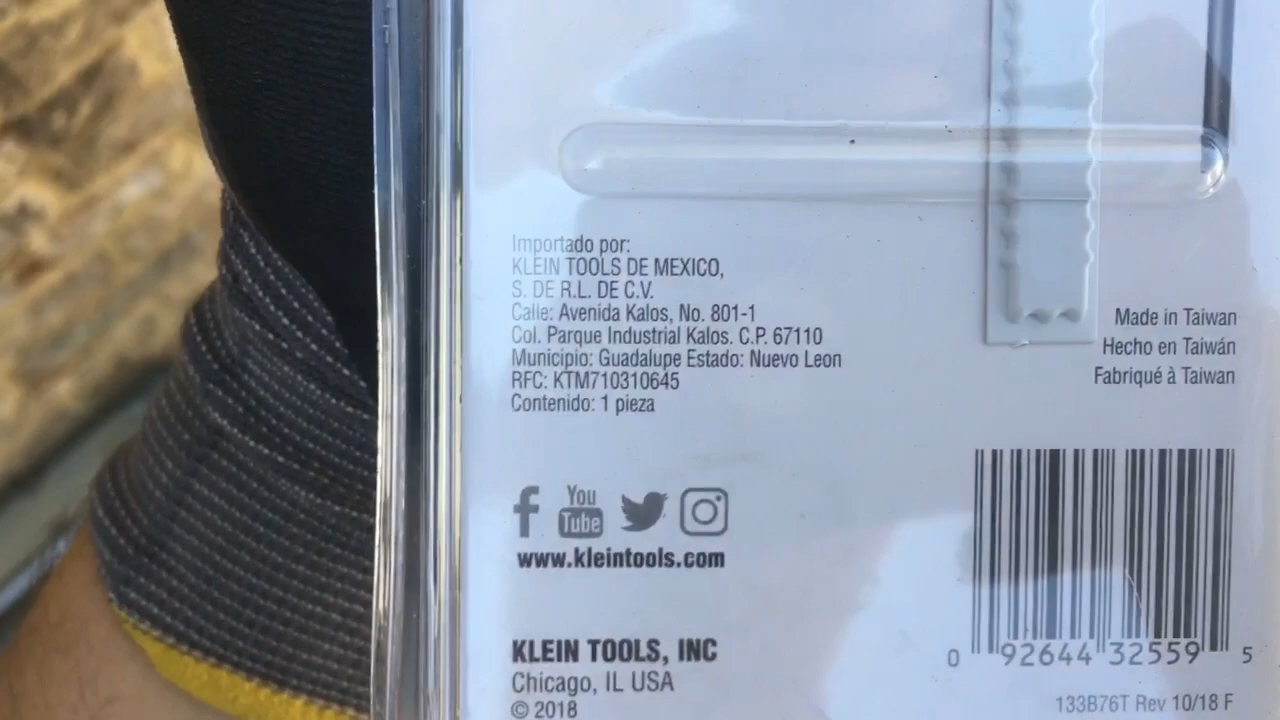 Importado por:
KLEIN TOOLS DE MEXICO,
S. DE R.L. DE C.V.
Calle: Avenida Kalos, No. 801-1
Col. Parque Industrial Kalos. C.P. 67110
Municipio: Guadalupe Estado: Nuevo Leon
RFC: KTM710310645
Contenido: 1 pieza
Made in Taiwan
Hecho en Taiwán
Fabriqué à Taiwan
You
Tube
www.kleintools.com
KLEIN TOOLS, INC
Chicago, IL USA
© 2018
0 92644 32559 5
133B76T Rev 10/18 F